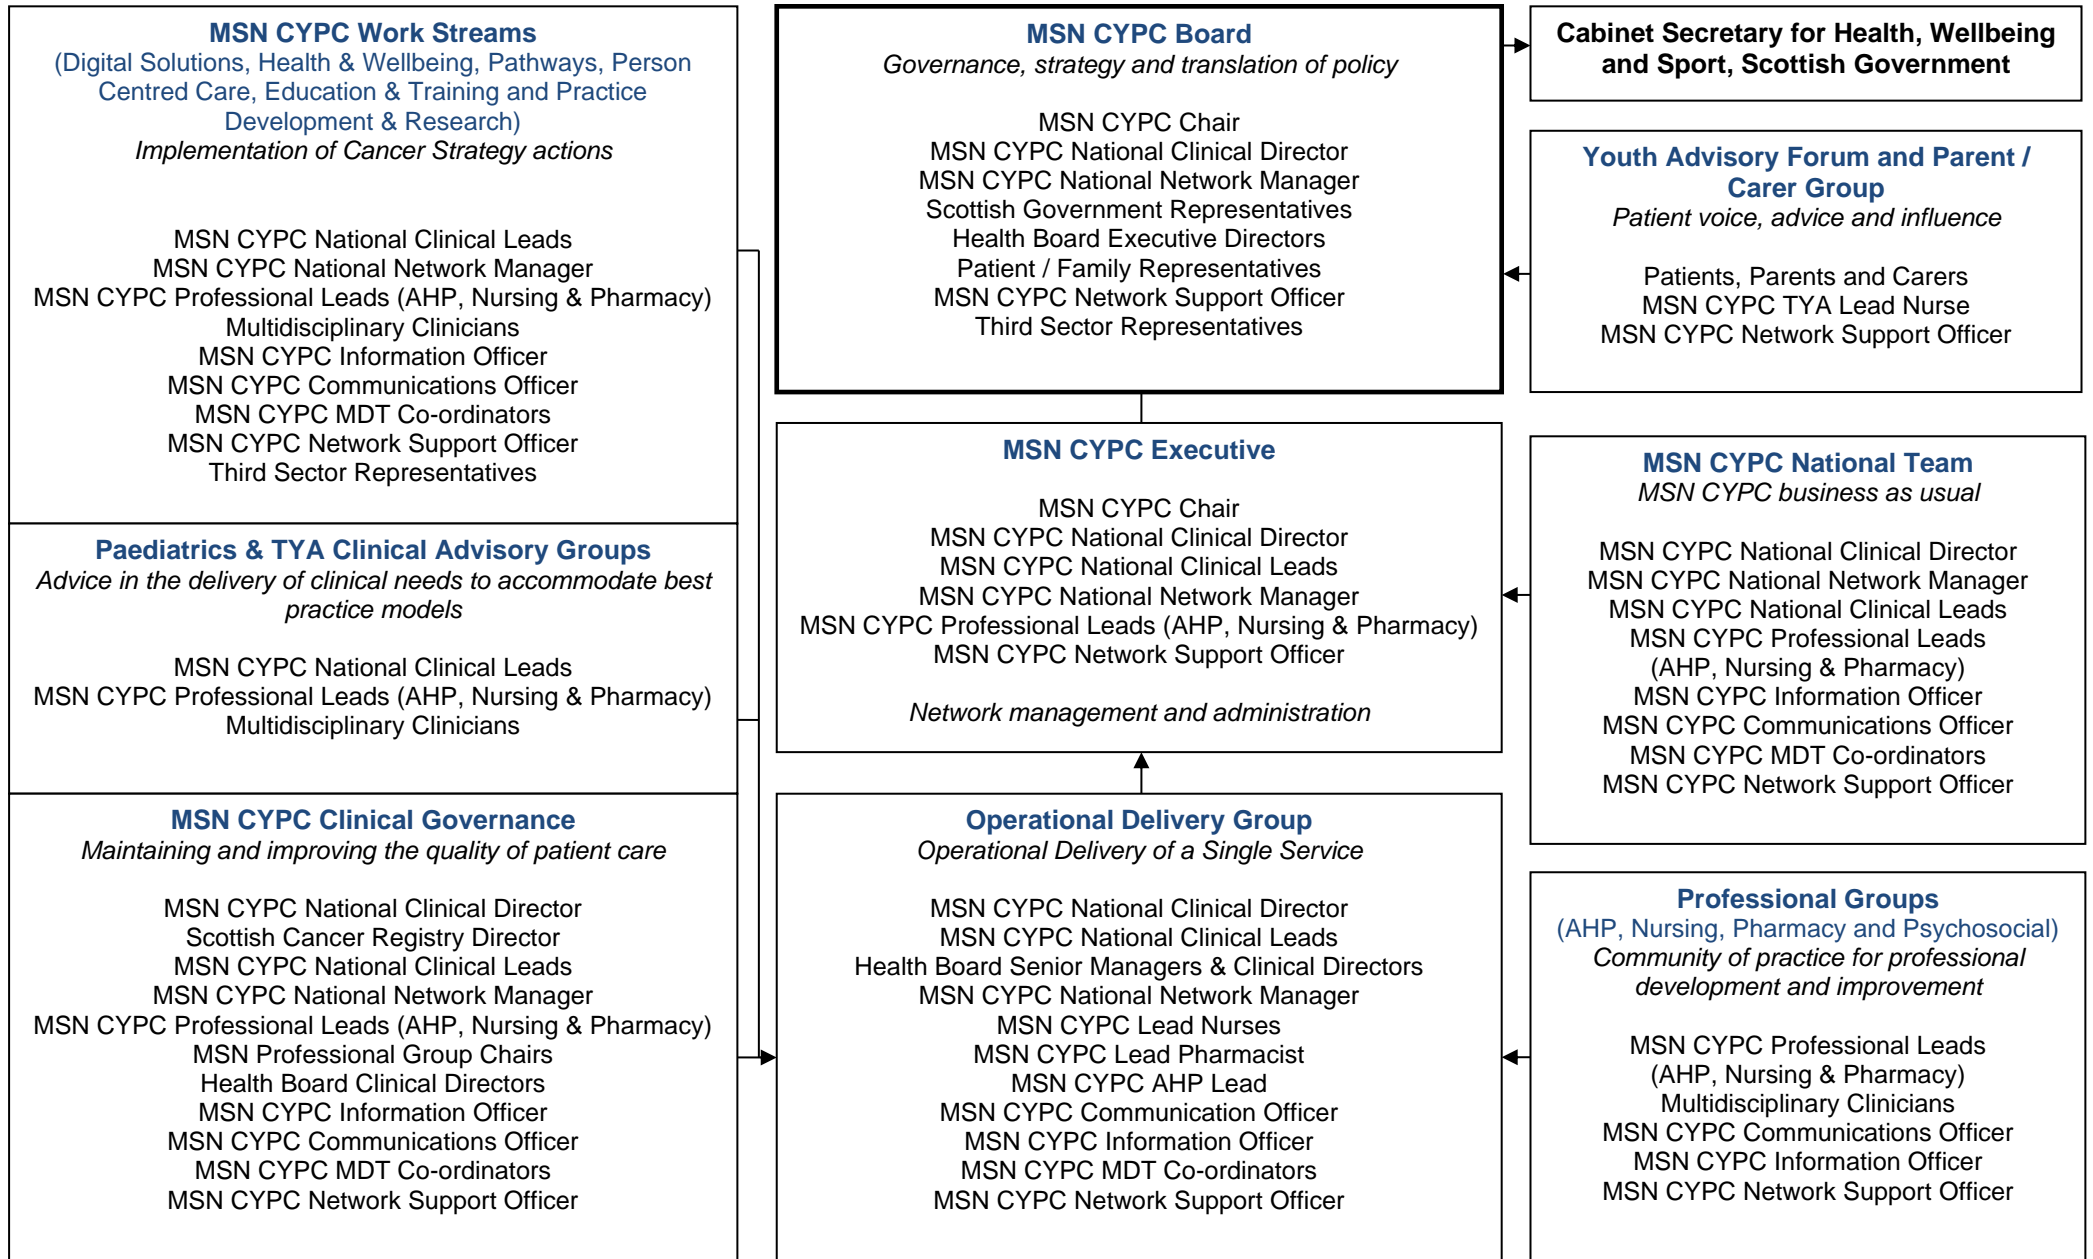 MSN CYPC Work Streams
(Digital Solutions, Health & Wellbeing, Pathways, Person
Centred Care, Education & Training and Practice
Development & Research)
Implementation of Cancer Strategy actions
MSN CYPC National Clinical Leads
MSN CYPC National Network Manager
MSN CYPC Professional Leads (AHP, Nursing & Pharmacy)
Multidisciplinary Clinicians
MSN CYPC Information Officer
MSN CYPC Communications Officer
MSN CYPC MDT Co-ordinators
MSN CYPC Network Support Officer
Third Sector Representatives
Paediatrics & TYA Clinical Advisory Groups
Advice in the delivery of clinical needs to accommodate best
practice models
MSN CYPC National Clinical Leads
MSN CYPC Professional Leads (AHP, Nursing & Pharmacy)
Multidisciplinary Clinicians
MSN CYPC Clinical Governance
Maintaining and improving the quality of patient care
MSN CYPC National Clinical Director
Scottish Cancer Registry Director
MSN CYPC National Clinical Leads
MSN CYPC National Network Manager
MSN CYPC Professional Leads (AHP, Nursing & Pharmacy)
MSN Professional Group Chairs
Health Board Clinical Directors
MSN CYPC Information Officer
MSN CYPC Communications Officer
MSN CYPC MDT Co-ordinators
MSN CYPC Network Support Officer
MSN CYPC Board
Governance, strategy and translation of policy
MSN CYPC Chair
MSN CYPC National Clinical Director
MSN CYPC National Network Manager
Scottish Government Representatives
Health Board Executive Directors
Patient / Family Representatives
MSN CYPC Network Support Officer
Third Sector Representatives
MSN CYPC Executive
MSN CYPC Chair
MSN CYPC National Clinical Director
MSN CYPC National Clinical Leads
MSN CYPC National Network Manager
MSN CYPC Professional Leads (AHP, Nursing & Pharmacy)
MSN CYPC Network Support Officer
Network management and administration
Operational Delivery Group
Operational Delivery of a Single Service
MSN CYPC National Clinical Director
MSN CYPC National Clinical Leads
Health Board Senior Managers & Clinical Directors
MSN CYPC National Network Manager
MSN CYPC Lead Nurses
MSN CYPC Lead Pharmacist
MSN CYPC AHP Lead
MSN CYPC Communication Officer
MSN CYPC Information Officer
MSN CYPC MDT Co-ordinators
MSN CYPC Network Support Officer
Cabinet Secretary for Health, Wellbeing
and Sport, Scottish Government
Youth Advisory Forum and Parent /
Carer Group
Patient voice, advice and influence
Patients, Parents and Carers
MSN CYPC TYA Lead Nurse
MSN CYPC Network Support Officer
MSN CYPC National Team
MSN CYPC business as usual
MSN CYPC National Clinical Director
MSN CYPC National Network Manager
MSN CYPC National Clinical Leads
MSN CYPC Professional Leads
(AHP, Nursing & Pharmacy)
MSN CYPC Information Officer
MSN CYPC Communications Officer
MSN CYPC MDT Co-ordinators
MSN CYPC Network Support Officer
Professional Groups
(AHP, Nursing, Pharmacy and Psychosocial)
Community of practice for professional
development and improvement
MSN CYPC Professional Leads
(AHP, Nursing & Pharmacy)
Multidisciplinary Clinicians
MSN CYPC Communications Officer
MSN CYPC Information Officer
MSN CYPC Network Support Officer